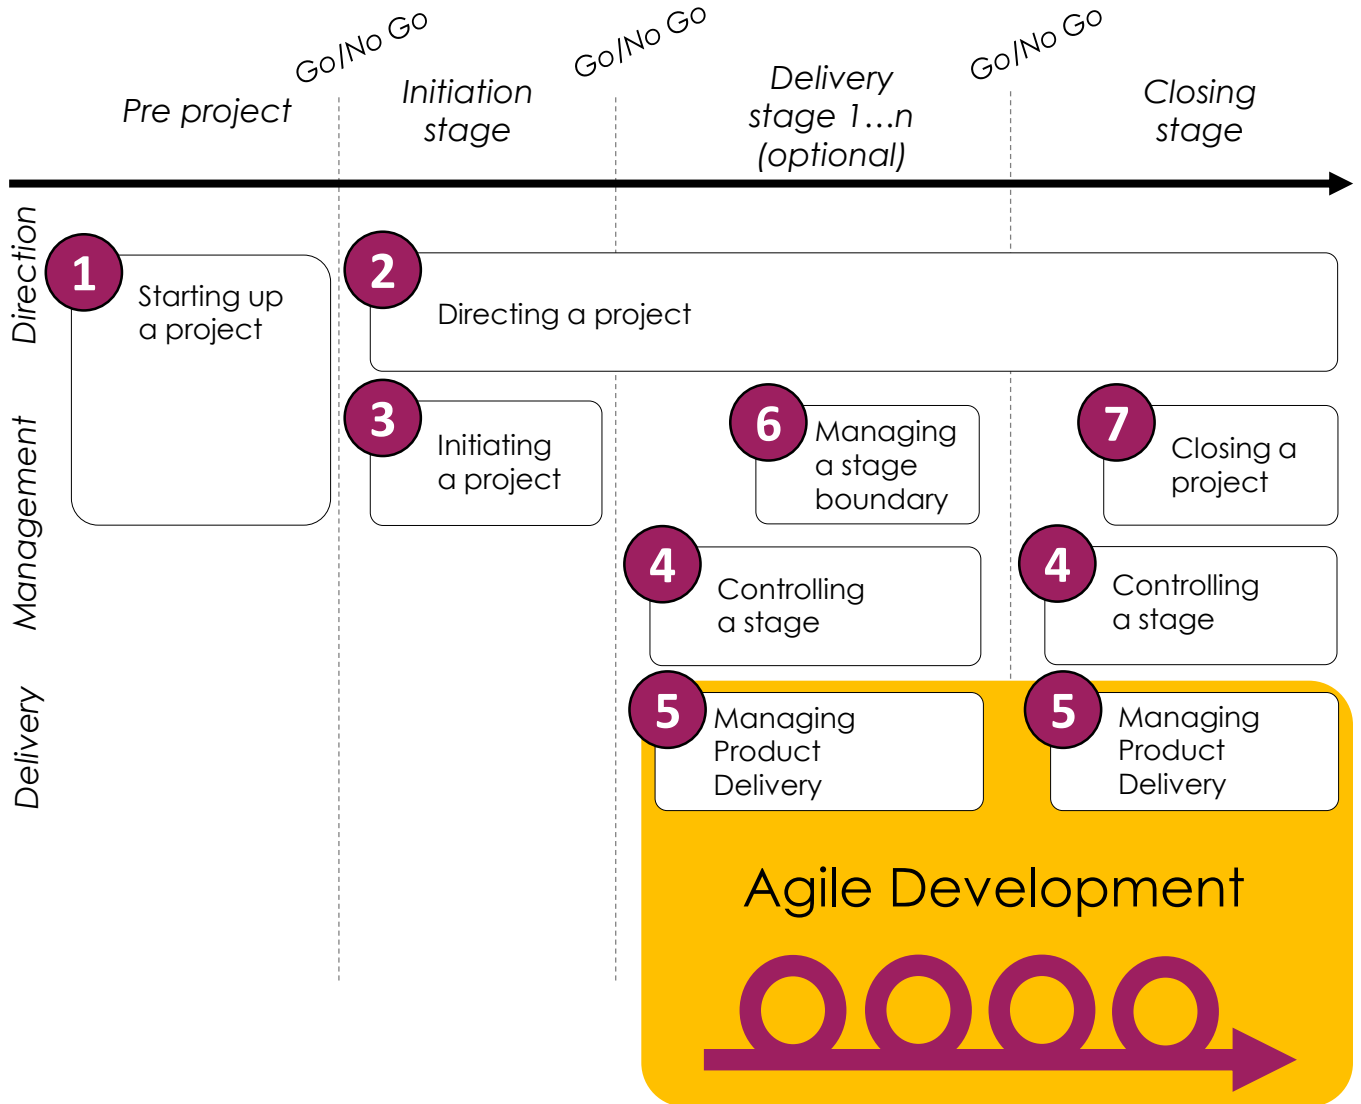 Go/No Go
Go/No Go
Go/No Go
Pre project
Initiation
stage
Delivery
stage 1...n
(optional)
Closing
stage
Direction
1
Starting up
a project
2
Directing a project
Management
3
Initiating
a project
6
Managing
a stage
boundary
7
Closing a
project
4
Controlling
a stage
4
Controlling
a stage
Delivery
5
Managing
Product
Delivery
5
Managing
Product
Delivery
Agile Development